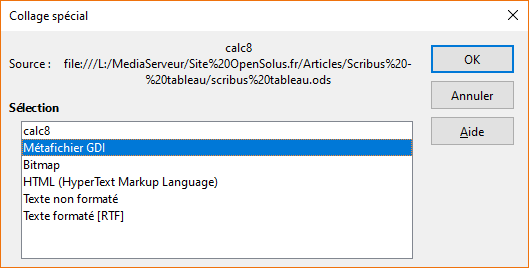 Collage spécial
calc8
Source : file:///L:/MediaServeur/Site%20OpenSolus.fr/Articles/Scribus%20-
%20tableau/scribus%20tableau.ods
OK
Annuler
Aide
Sélection
calc8
Métafichier GDI
Bitmap
HTML (HyperText Markup Language)
Texte non formaté
Texte formaté [RTF]